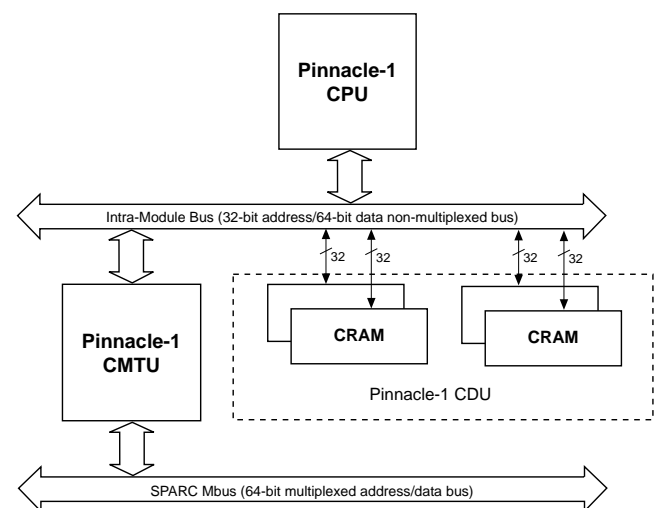 Pinnacle-1
CPU
Intra-Module Bus (32-bit address/64-bit data non-multiplexed bus)
32
32
32
32
Pinnacle-1
CMTU
CRAM
CRAM
Pinnacle-1 CDU
SPARC Mbus (64-bit multiplexed address/data bus)